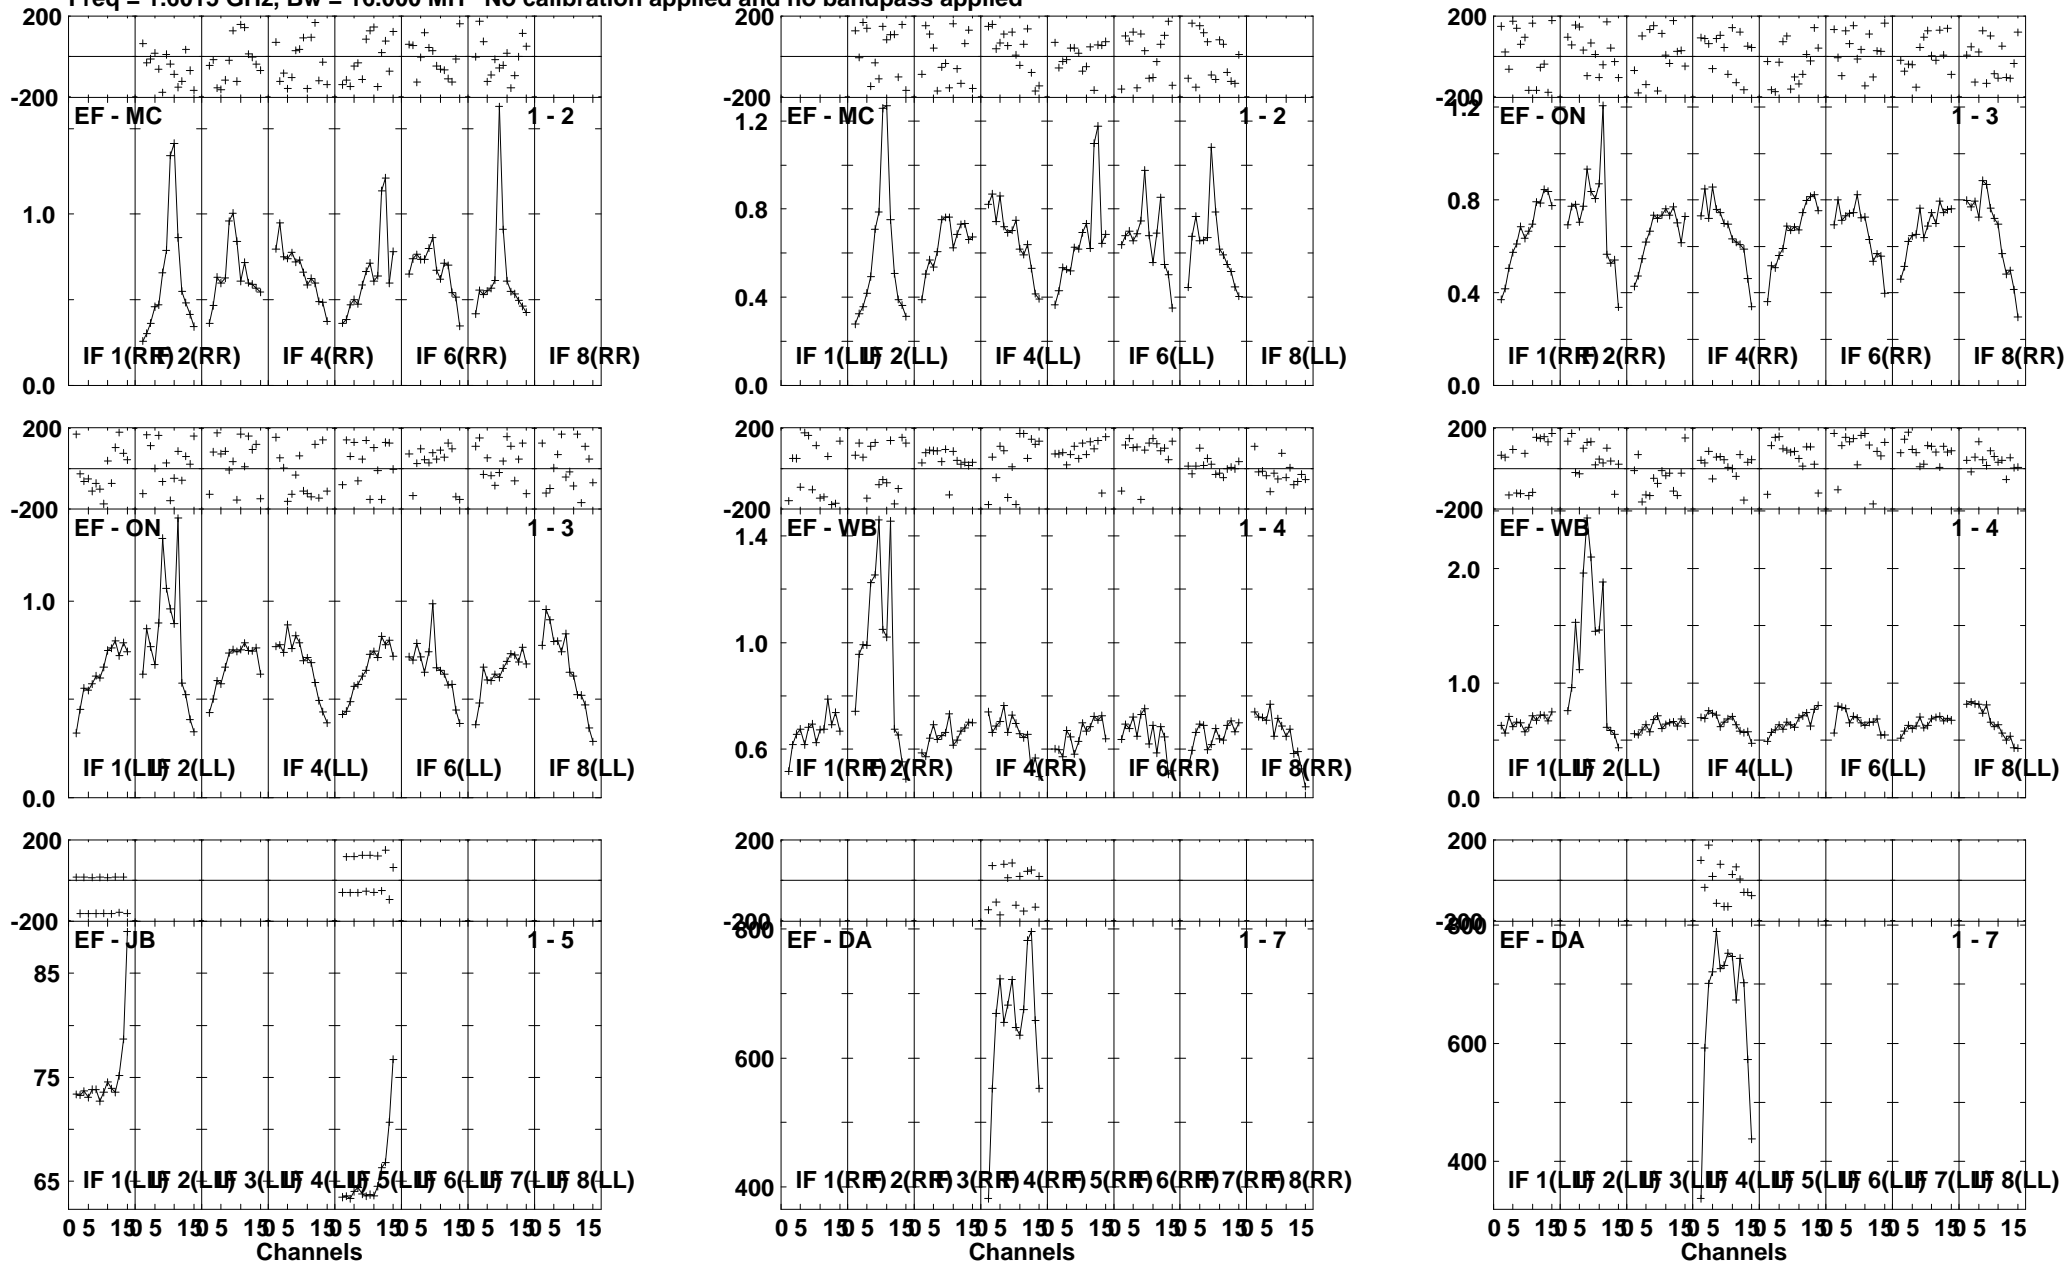 Freq = 1.6015 GHz, Bw = 16.000 MH No calibration applied and no bandpass applied
200
-200
EF - MC 1 - 2
1.0
0.0
IF 1(RR) IF 2(RR) IF 4(RR) IF 6(RR) IF 8(RR)
200
-200
EF - MC 1 - 2
1.2
0.8
0.4
0.0
IF 1(LL) IF 2(LL) IF 4(LL) IF 6(LL) IF 8(LL)
200
-200
EF - ON 1 - 3
1.2
0.8
0.4
0.0
IF 1(RR) IF 2(RR) IF 4(RR) IF 6(RR) IF 8(RR)
200
-200
EF - ON 1 - 3
1.0
0.0
IF 1(LL) IF 2(LL) IF 4(LL) IF 6(LL) IF 8(LL)
200
-200
EF - WB 1 - 4
1.4
1.0
0.6
IF 1(RR) IF 2(RR) IF 4(RR) IF 6(RR) IF 8(RR)
200
-200
EF - WB 1 - 4
2.0
1.0
0.0
IF 1(LL) IF 2(LL) IF 4(LL) IF 6(LL) IF 8(LL)
200
-200
EF - JB 1 - 5
85
75
65
IF 1(LL) IF 2(LL) IF 3(LL) IF 4(LL) IF 5(LL) IF 6(LL) IF 7(LL) IF 8(LL)
0 5 15 0 5 15 0 5 15 0 5 15 0 5 15 0 5 15 0 5 15 0 5 15
Channels
200
-200
EF - DA 1 - 7
800
600
400
IF 1(RR) IF 2(RR) IF 3(RR) IF 4(RR) IF 5(RR) IF 6(RR) IF 7(RR) IF 8(RR)
0 5 15 0 5 15 0 5 15 0 5 15 0 5 15 0 5 15 0 5 15 0 5 15
Channels
200
-200
EF - DA 1 - 7
800
600
400
IF 1(LL) IF 2(LL) IF 3(LL) IF 4(LL) IF 5(LL) IF 6(LL) IF 7(LL) IF 8(LL)
0 5 15 0 5 15 0 5 15 0 5 15 0 5 15 0 5 15 0 5 15 0 5 15
Channels